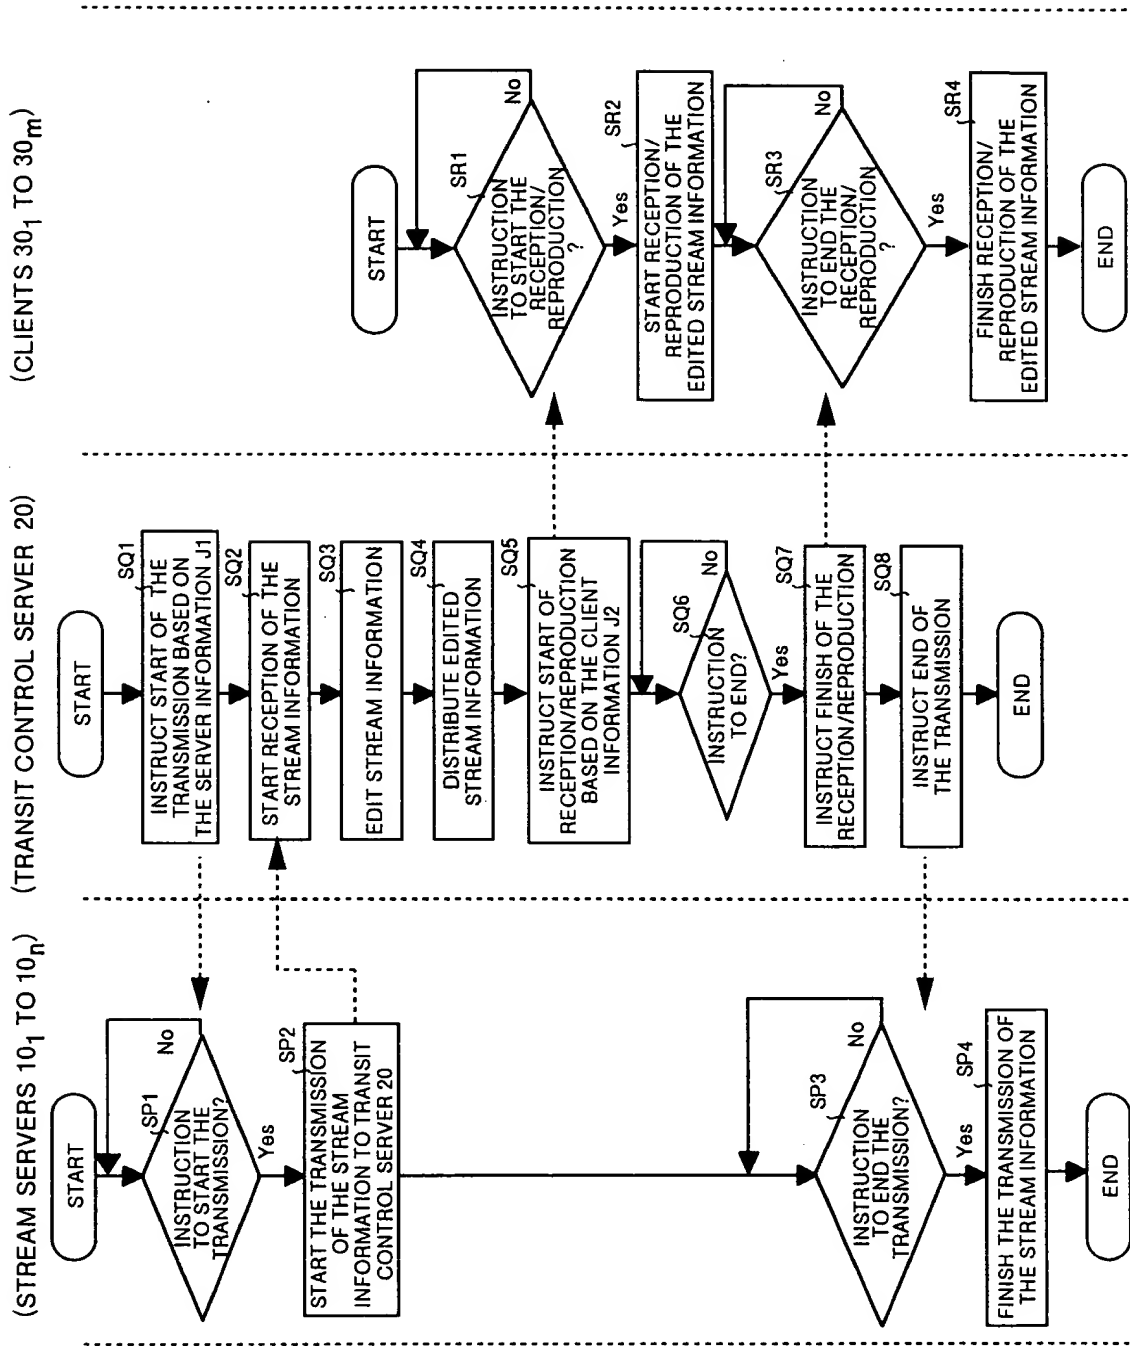 (STREAM SERVERS 10₁ TO 10ₙ)
START
SP1
INSTRUCTION
TO START THE
TRANSMISSION?
No
Yes
SP2
START THE TRANSMISSION
OF THE STREAM
INFORMATION TO TRANSIT
CONTROL SERVER 20
SP3
INSTRUCTION
TO END THE
TRANSMISSION?
No
Yes
SP4
FINISH THE TRANSMISSION OF
THE STREAM INFORMATION
END
(TRANSIT CONTROL SERVER 20)
START
SQ1
INSTRUCT START OF THE
TRANSMISSION BASED ON
THE SERVER INFORMATION J1
SQ2
START RECEPTION OF THE
STREAM INFORMATION
SQ3
EDIT STREAM INFORMATION
SQ4
DISTRIBUTE EDITED
STREAM INFORMATION
SQ5
INSTRUCT START OF
RECEPTION/REPRODUCTION
BASED ON THE CLIENT
INFORMATION J2
SQ6
INSTRUCTION
TO END?
No
Yes
SQ7
INSTRUCT FINISH OF THE
RECEPTION/REPRODUCTION
SQ8
INSTRUCT END OF
THE TRANSMISSION
END
(CLIENTS 30₁ TO 30ₘ)
START
SR1
INSTRUCTION
TO START THE
RECEPTION/
REPRODUCTION
?
No
Yes
SR2
START RECEPTION/
REPRODUCTION OF THE
EDITED STREAM INFORMATION
SR3
INSTRUCTION
TO END THE
RECEPTION/
REPRODUCTION
?
No
Yes
SR4
FINISH RECEPTION/
REPRODUCTION OF THE
EDITED STREAM INFORMATION
END